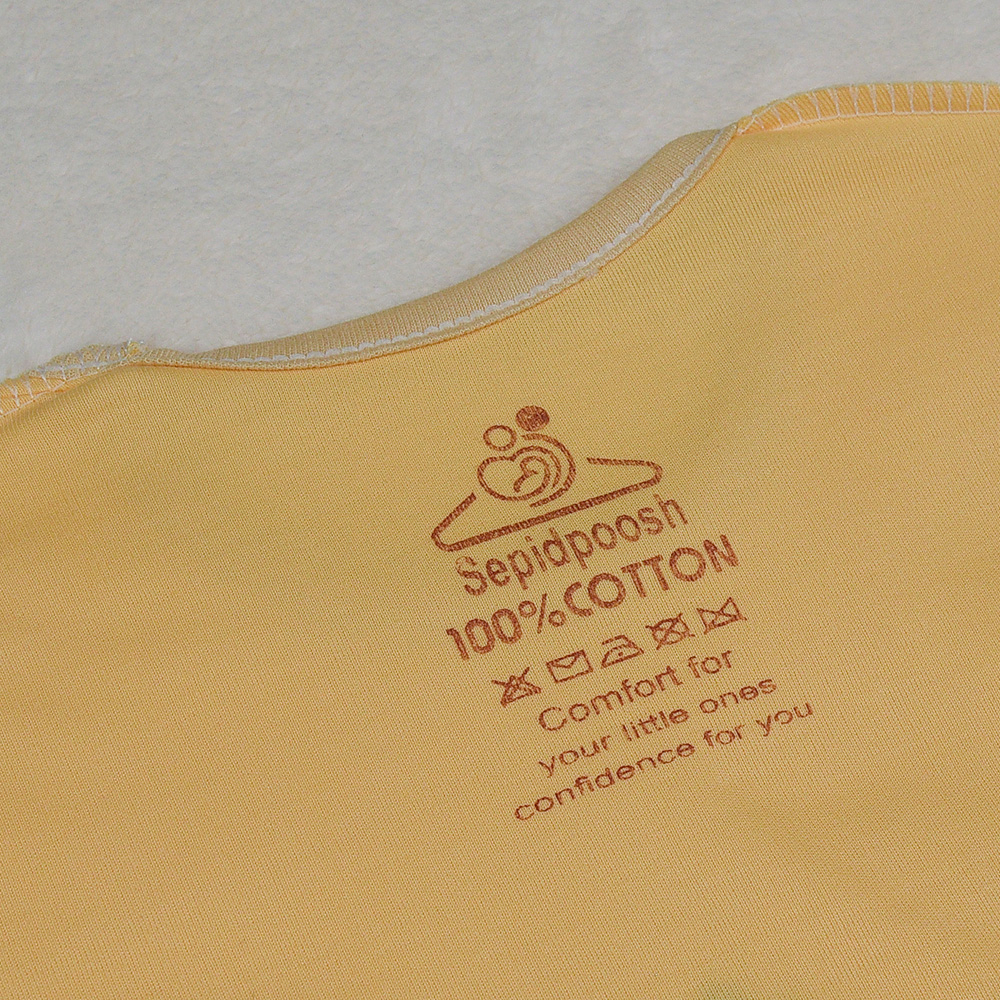 Sepidpoosh
100%COTTON
Comfort for
your little ones
confidence for you